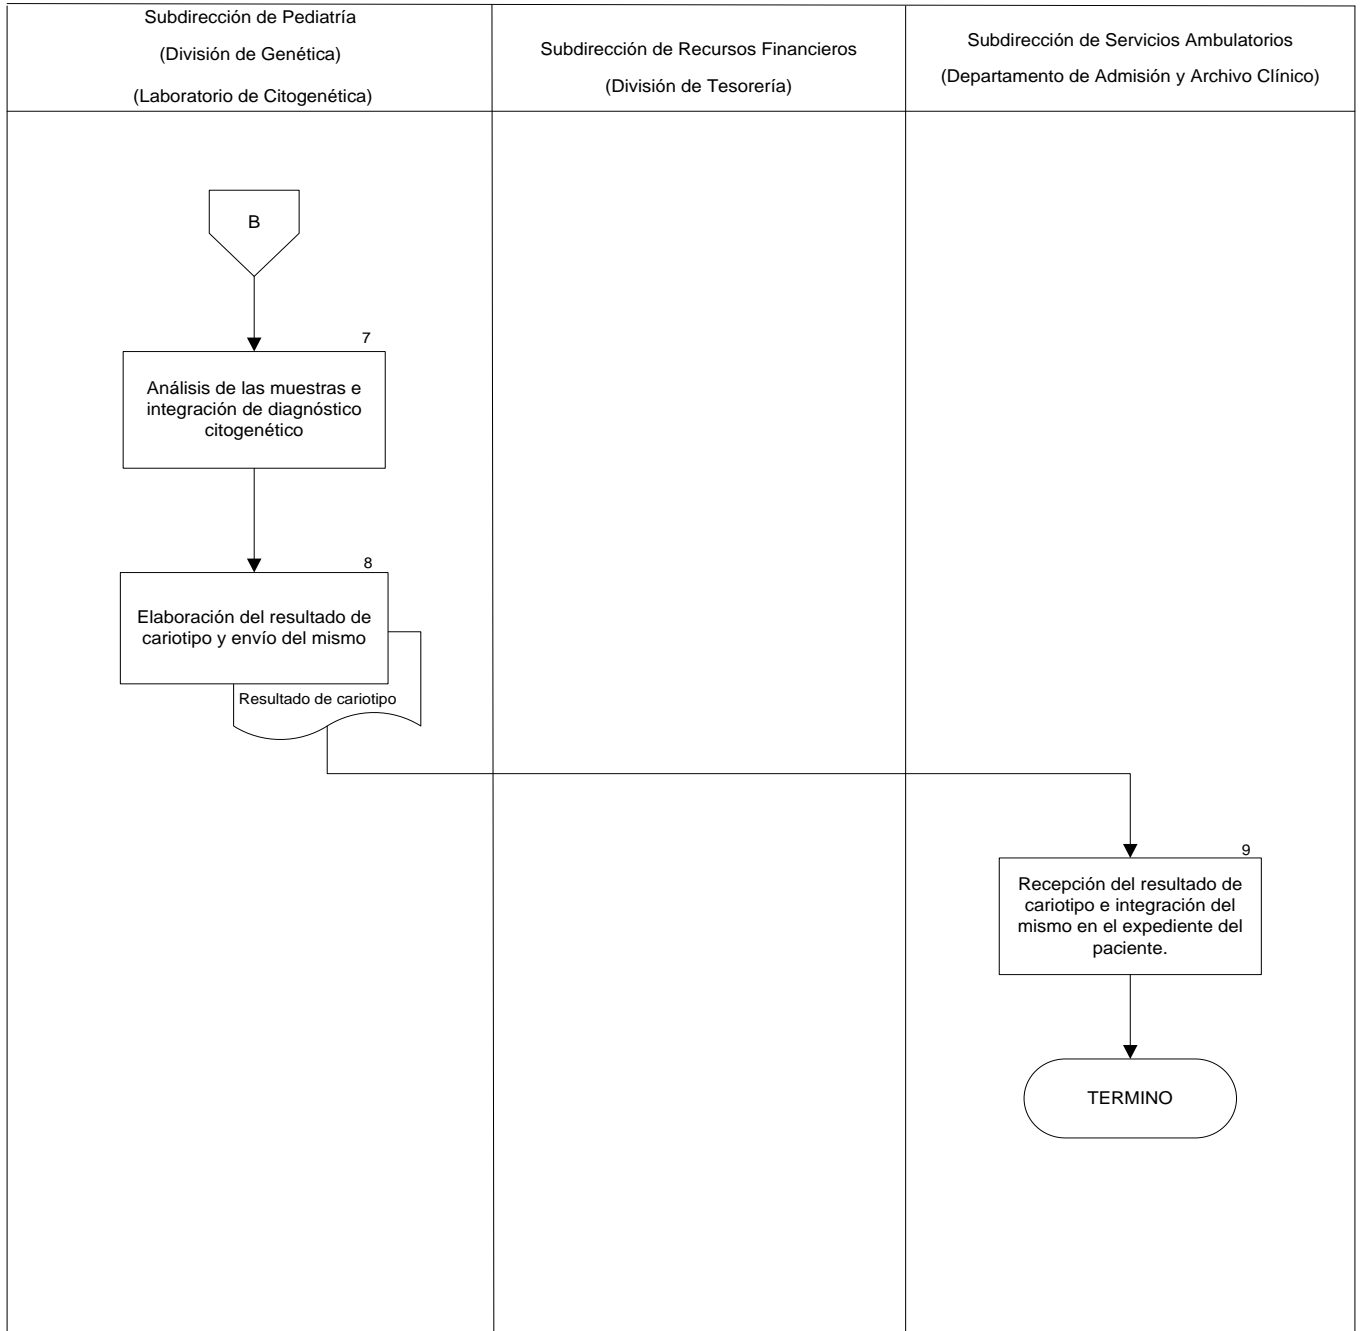 Subdirección de Pediatría
(División de Genética)
(Laboratorio de Citogenética)
Subdirección de Recursos Financieros
(División de Tesorería)
Subdirección de Servicios Ambulatorios
(Departamento de Admisión y Archivo Clínico)
B
7
Análisis de las muestras e
integración de diagnóstico
citogenético
8
Elaboración del resultado de
cariotipo y envío del mismo
Resultado de cariotipo
9
Recepción del resultado de
cariotipo e integración del
mismo en el expediente del
paciente.
TERMINO